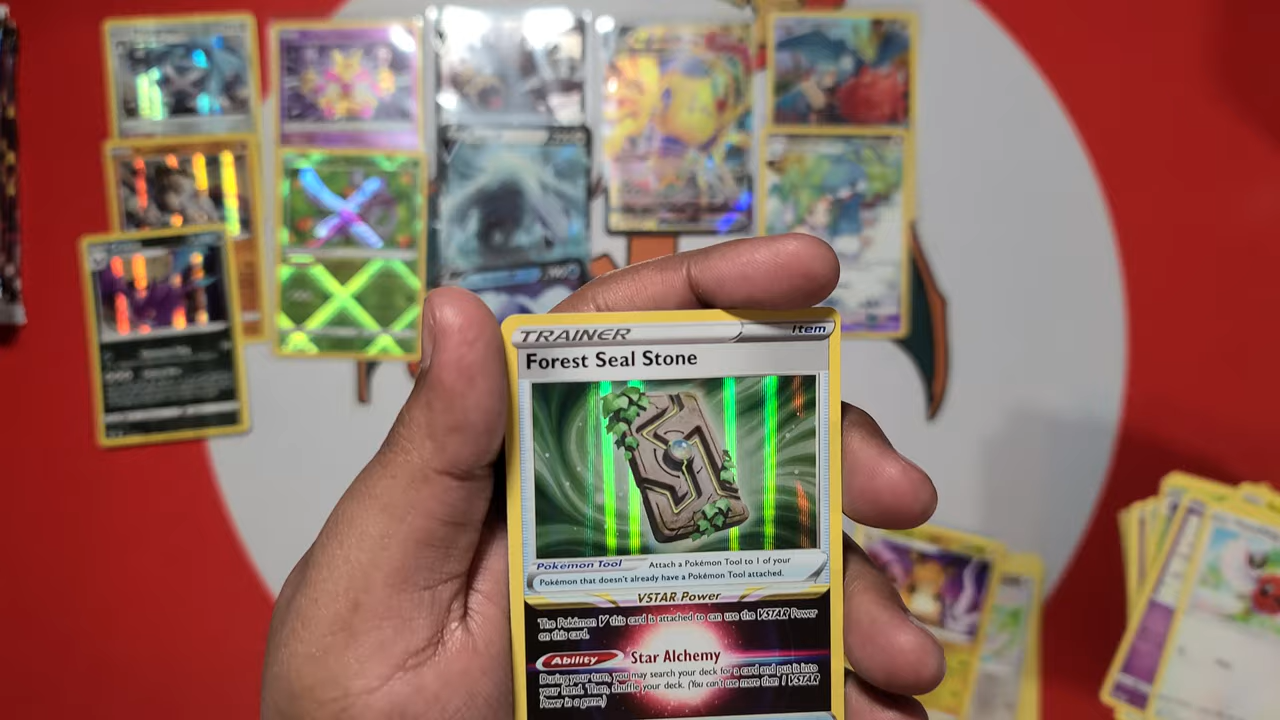 TRAINER Item
Forest Seal Stone
Pokémon Tool Attach a Pokémon Tool to 1 of your
Pokémon that doesn't already have a Pokémon Tool attached.
VSTAR Power
The Pokémon V this card is attached to can use the VSTAR Power
on this card.
Ability Star Alchemy
During your turn, you may search your deck for a card and put it into
your hand. Then, shuffle your deck. (You can't use more than 1 VSTAR
Power in a game.)